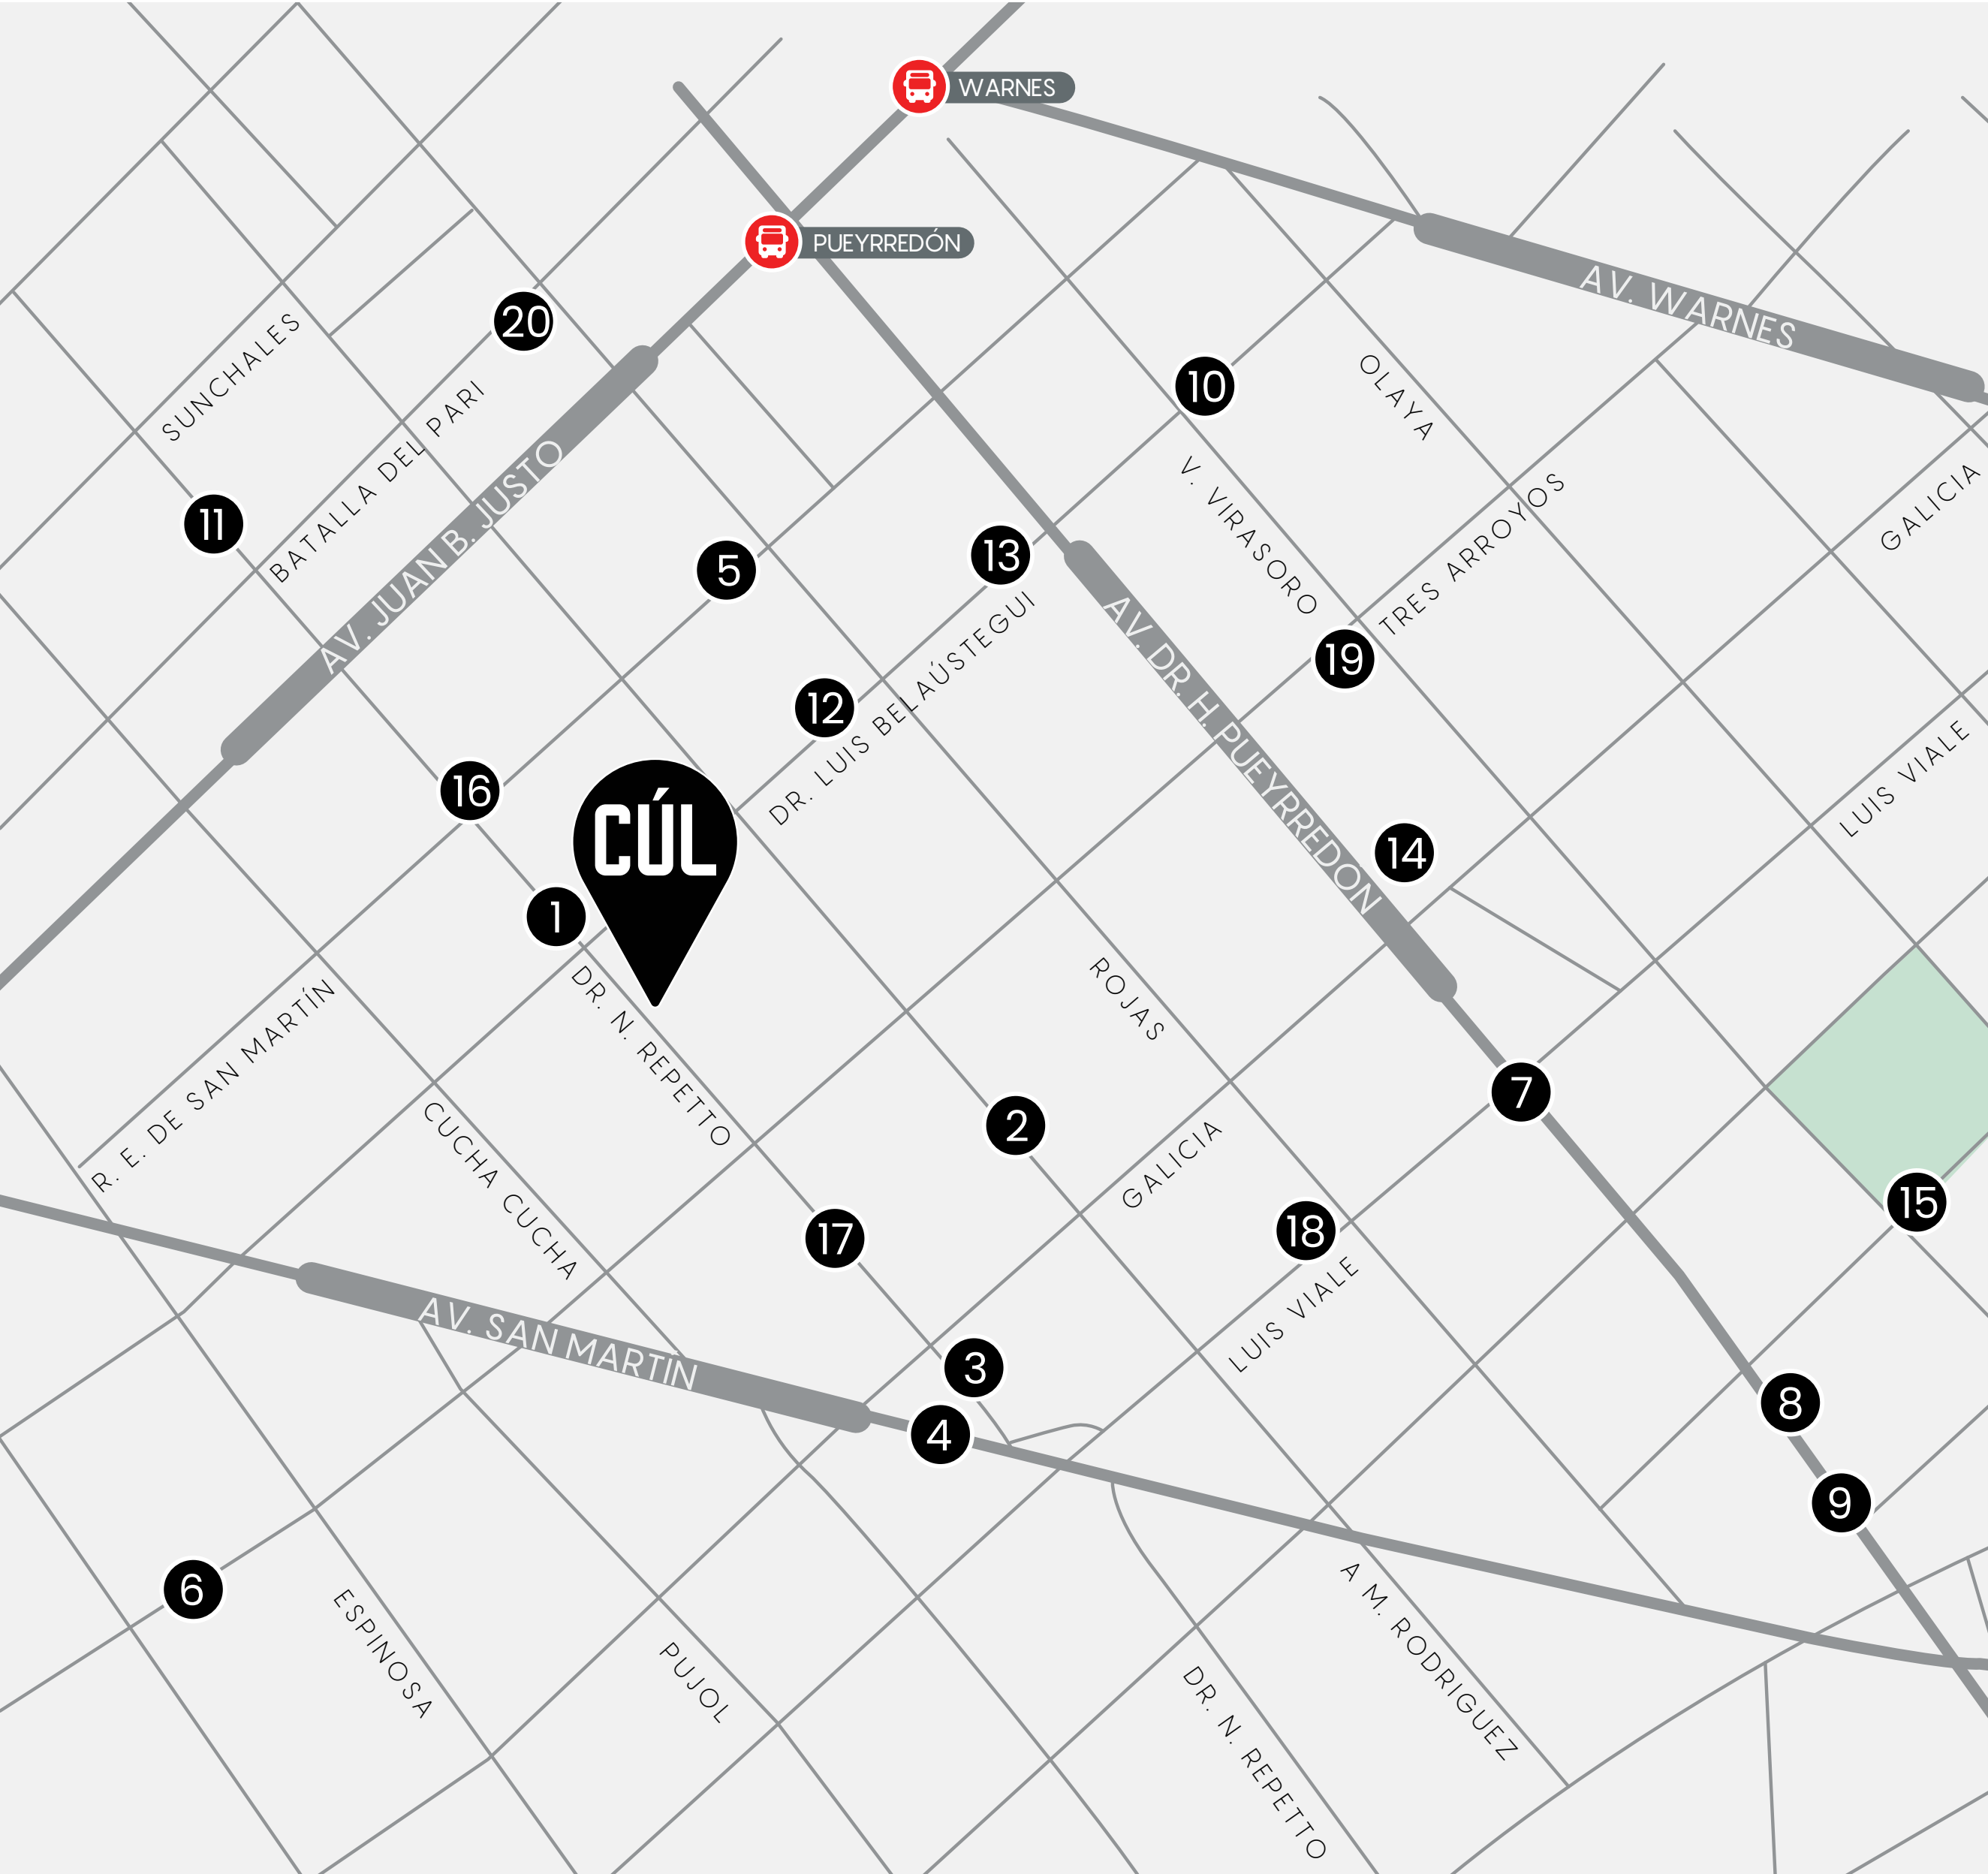 WARNES
PUEYRREDÓN
AV. WARNES
20
SUNCHALES
10
OLAYA
BATALLA DEL PARI
AV. JUAN B. JUSTO
V. VIRASORO
TRES ARROYOS
GALICIA
11
5
13
AV. DR. H. PUEYRREDON
19
12
DR. LUIS BELAÚSTEGUI
16
LUIS VIALE
CÚL
14
1
R. E. DE SAN MARTÍN
DR. N. REPETTO
ROJAS
7
2
CUCHA CUCHA
GALICIA
15
17
18
LUIS VIALE
AV. SAN MARTIN
3
8
4
9
6
ESPINOSA
PUJOL
A M. RODRIGUEZ
DR. N. REPETTO